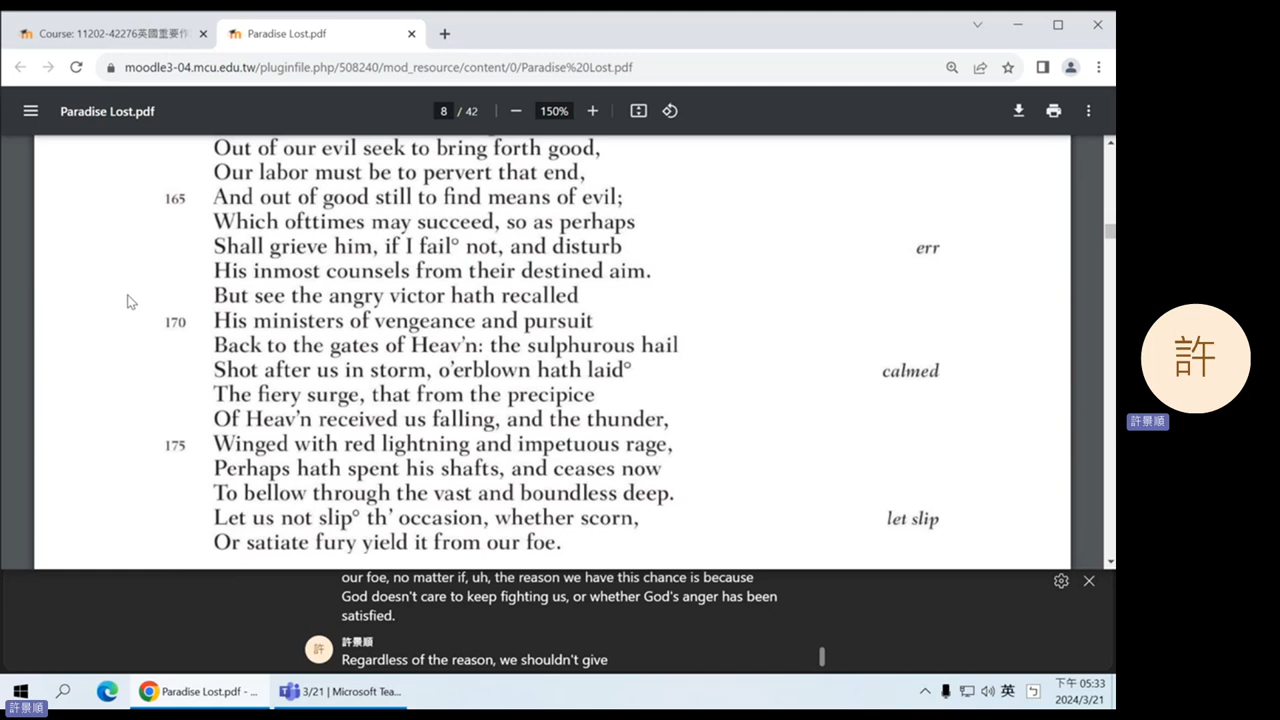 Course: 11202-42276英國重要作
Paradise Lost.pdf
moodle3-04.mcu.edu.tw/pluginfile.php/508240/mod_resource/content/0/Paradise%20Lost.pdf
Paradise Lost.pdf
8 / 42
150%
Out of our evil seek to bring forth good,
Our labor must be to pervert that end,
165 And out of good still to find means of evil;
Which ofttimes may succeed, so as perhaps
Shall grieve him, if I fail° not, and disturb err
His inmost counsels from their destined aim.
But see the angry victor hath recalled
170 His ministers of vengeance and pursuit
Back to the gates of Heav'n: the sulphurous hail
Shot after us in storm, o'erblown hath laid° calmed
The fiery surge, that from the precipice
Of Heav'n received us falling, and the thunder,
175 Winged with red lightning and impetuous rage,
Perhaps hath spent his shafts, and ceases now
To bellow through the vast and boundless deep.
Let us not slip° th' occasion, whether scorn, let slip
Or satiate fury yield it from our foe.
許
許景順
our foe, no matter if, uh, the reason we have this chance is because
God doesn't care to keep fighting us, or whether God's anger has been
satisfied.
許
許景順
Regardless of the reason, we shouldn't give
Paradise Lost.pdf - ...
3/21 | Microsoft Tea...
英
ㄅ
下午 05:33
2024/3/21
許景順